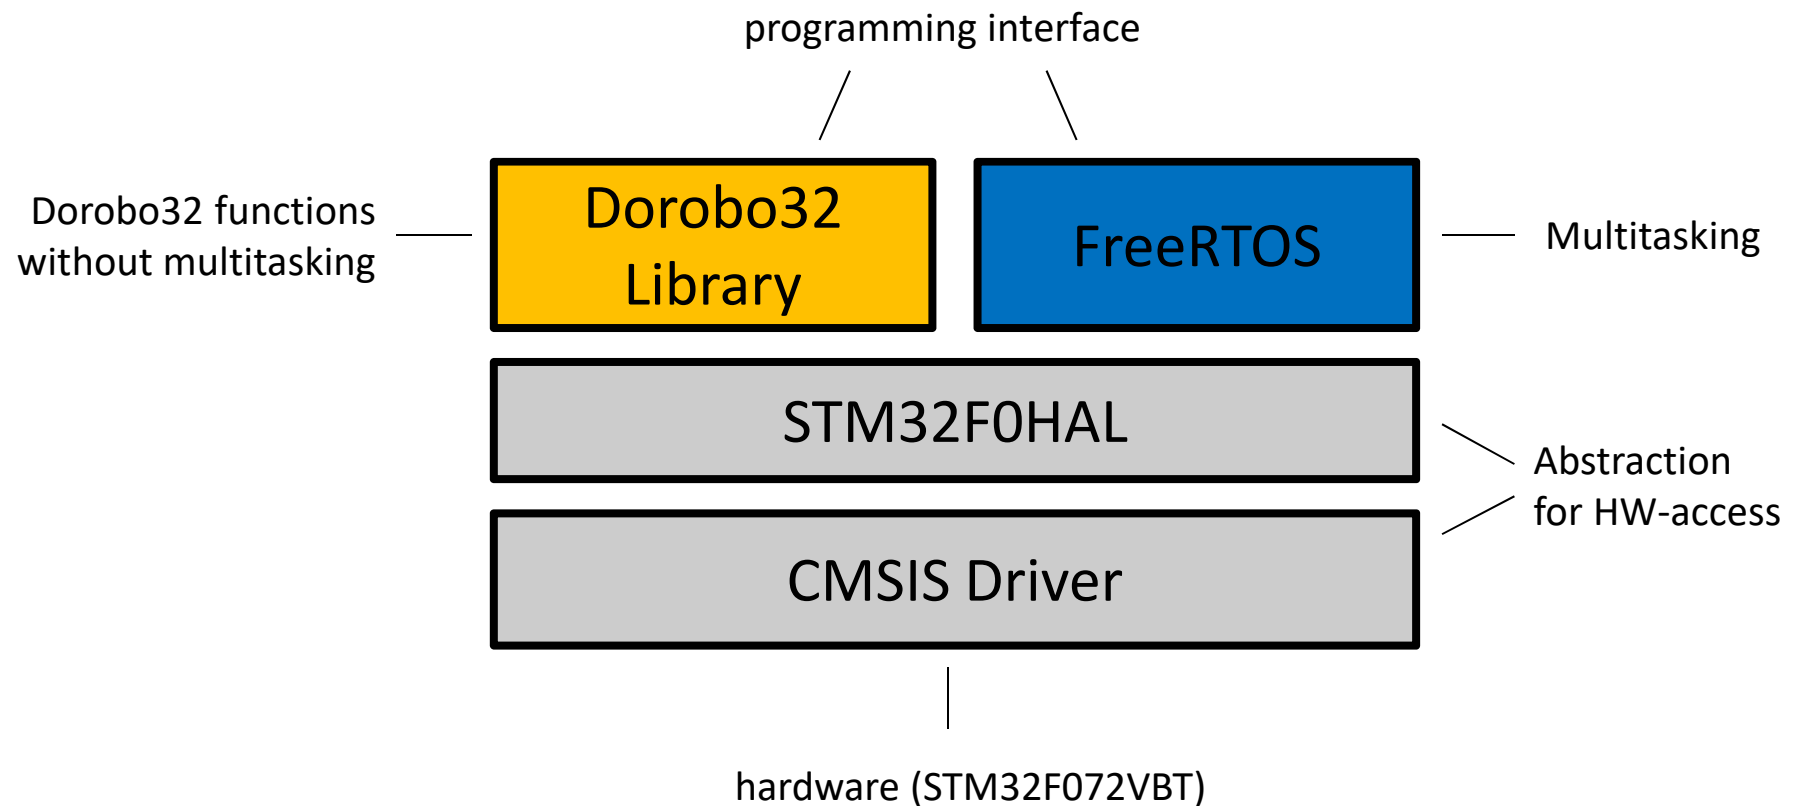 programming interface
Dorobo32 functions
without multitasking
Dorobo32
Library
FreeRTOS
Multitasking
STM32F0HAL
Abstraction
for HW-access
CMSIS Driver
hardware (STM32F072VBT)